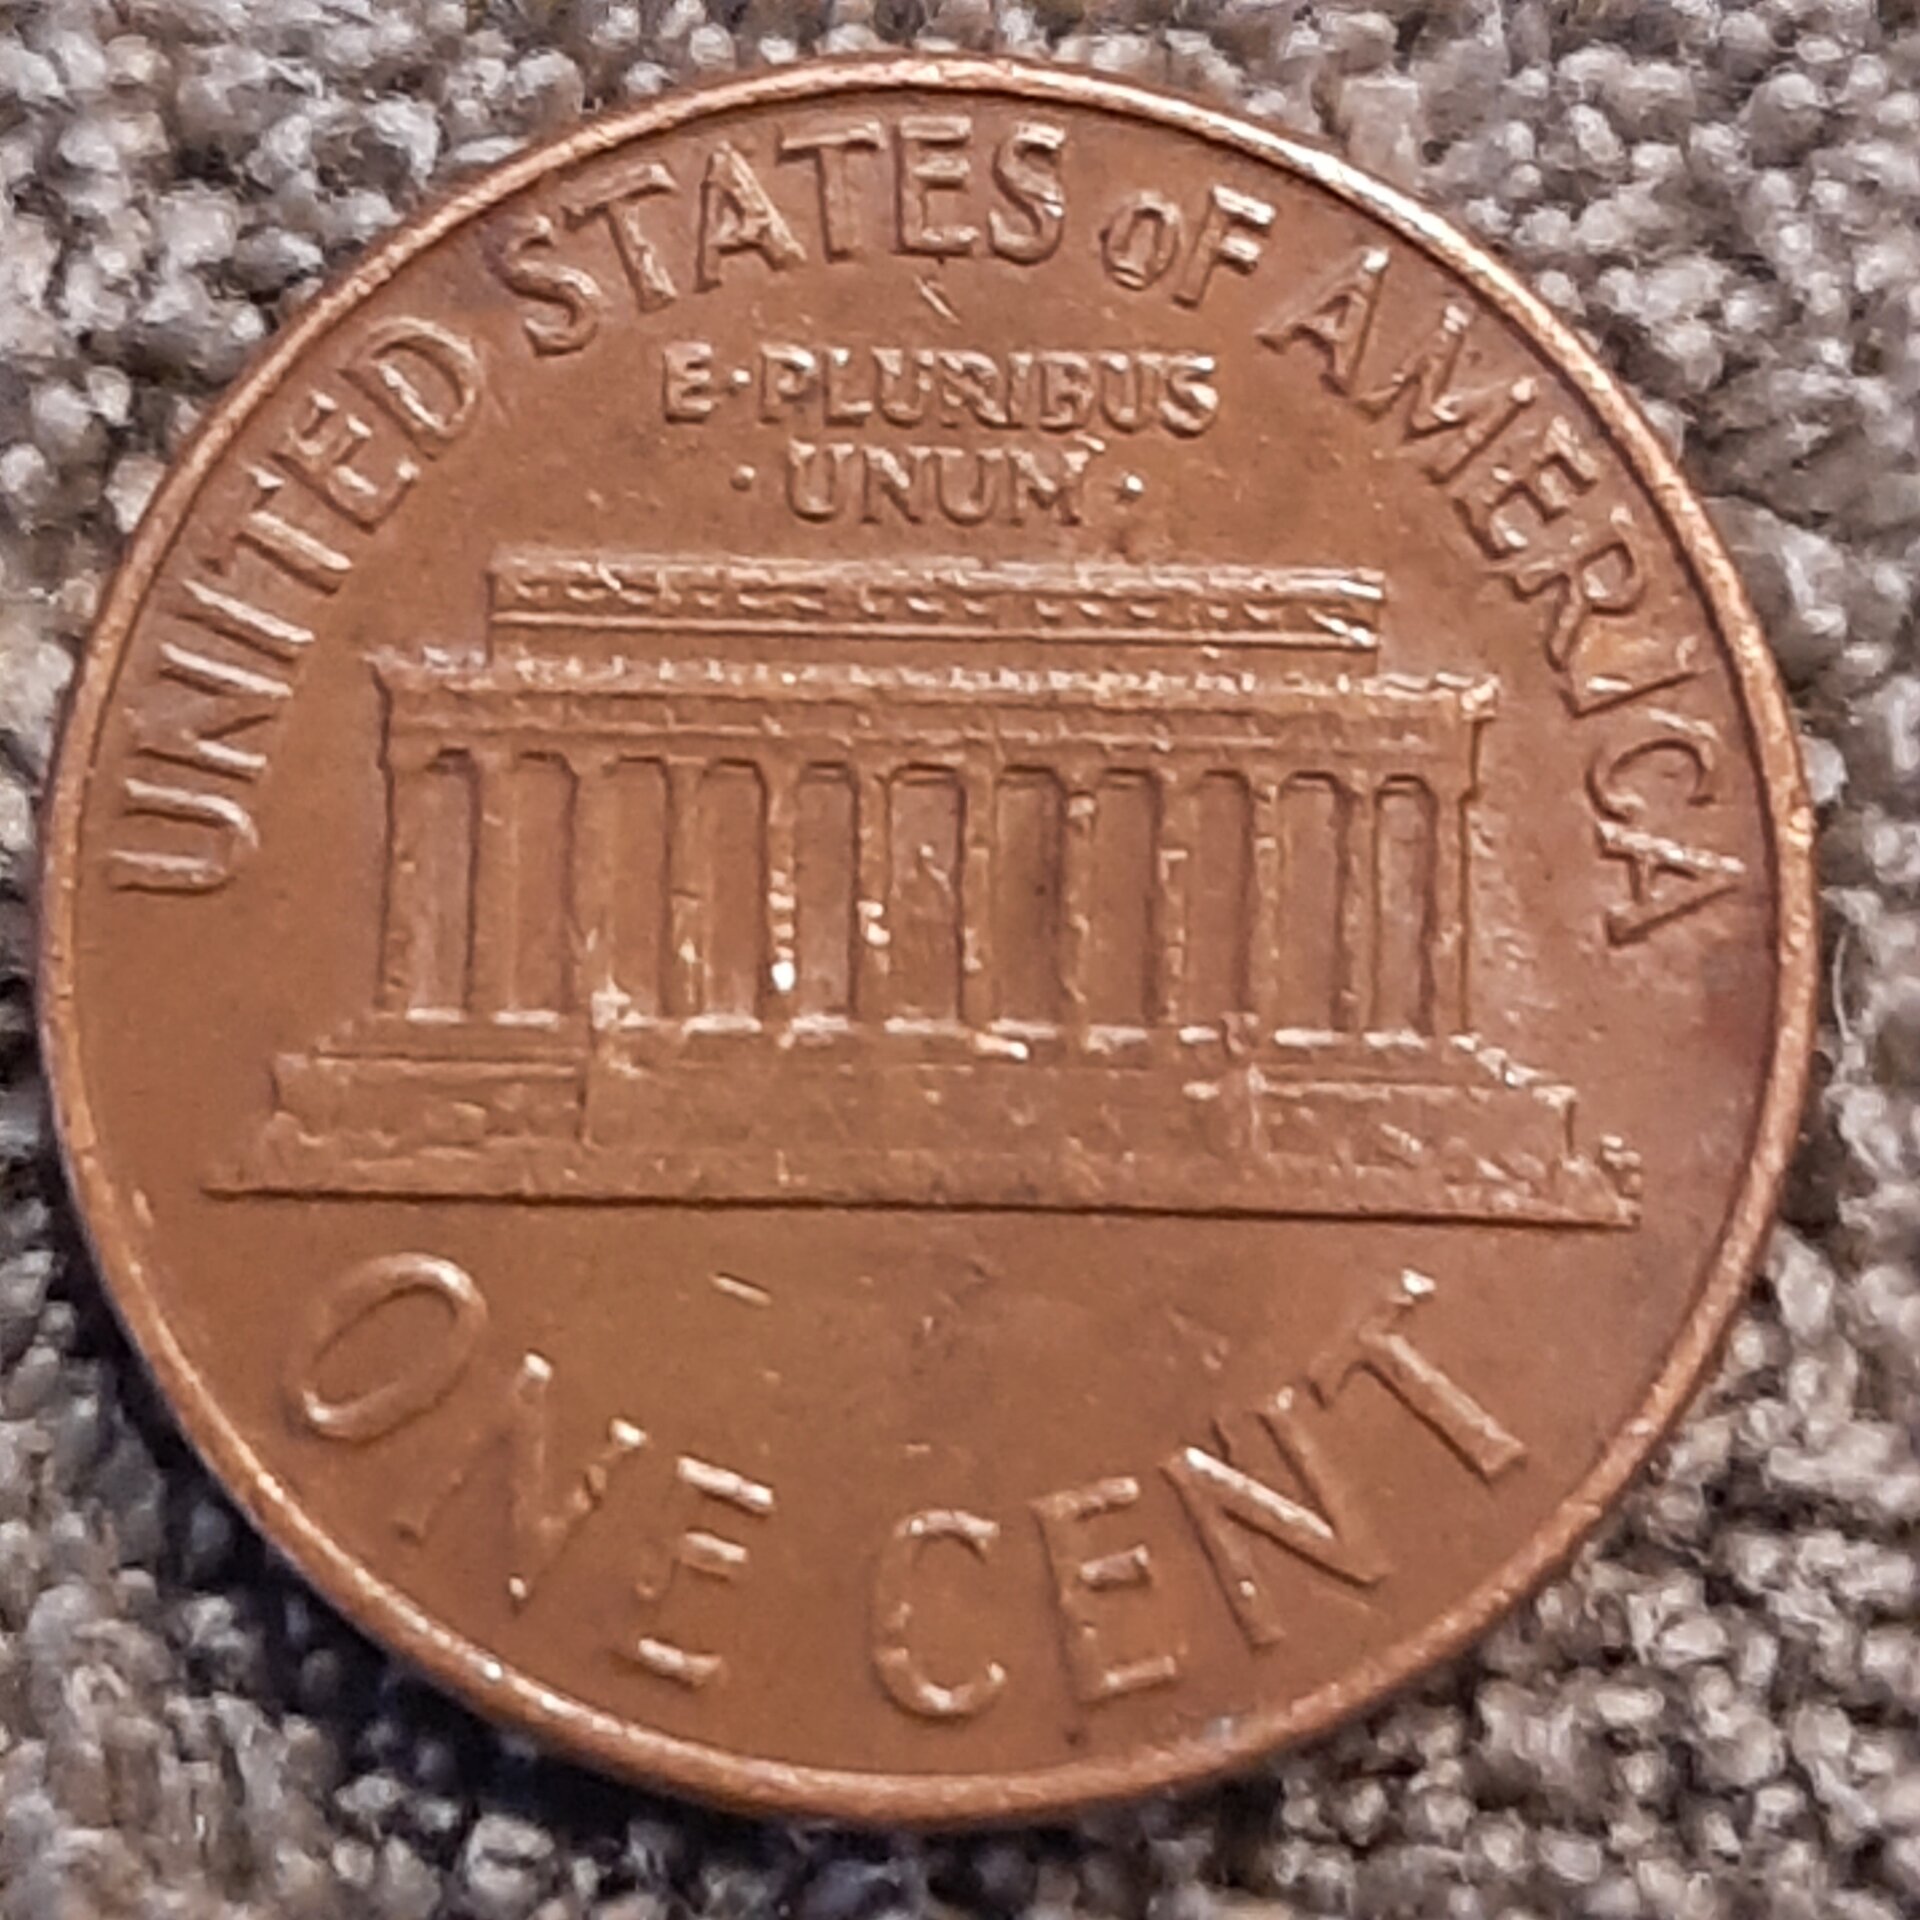 UNITED STATES OF AMERICA
E·PLURIBUS
·UNUM·
ONE CENT